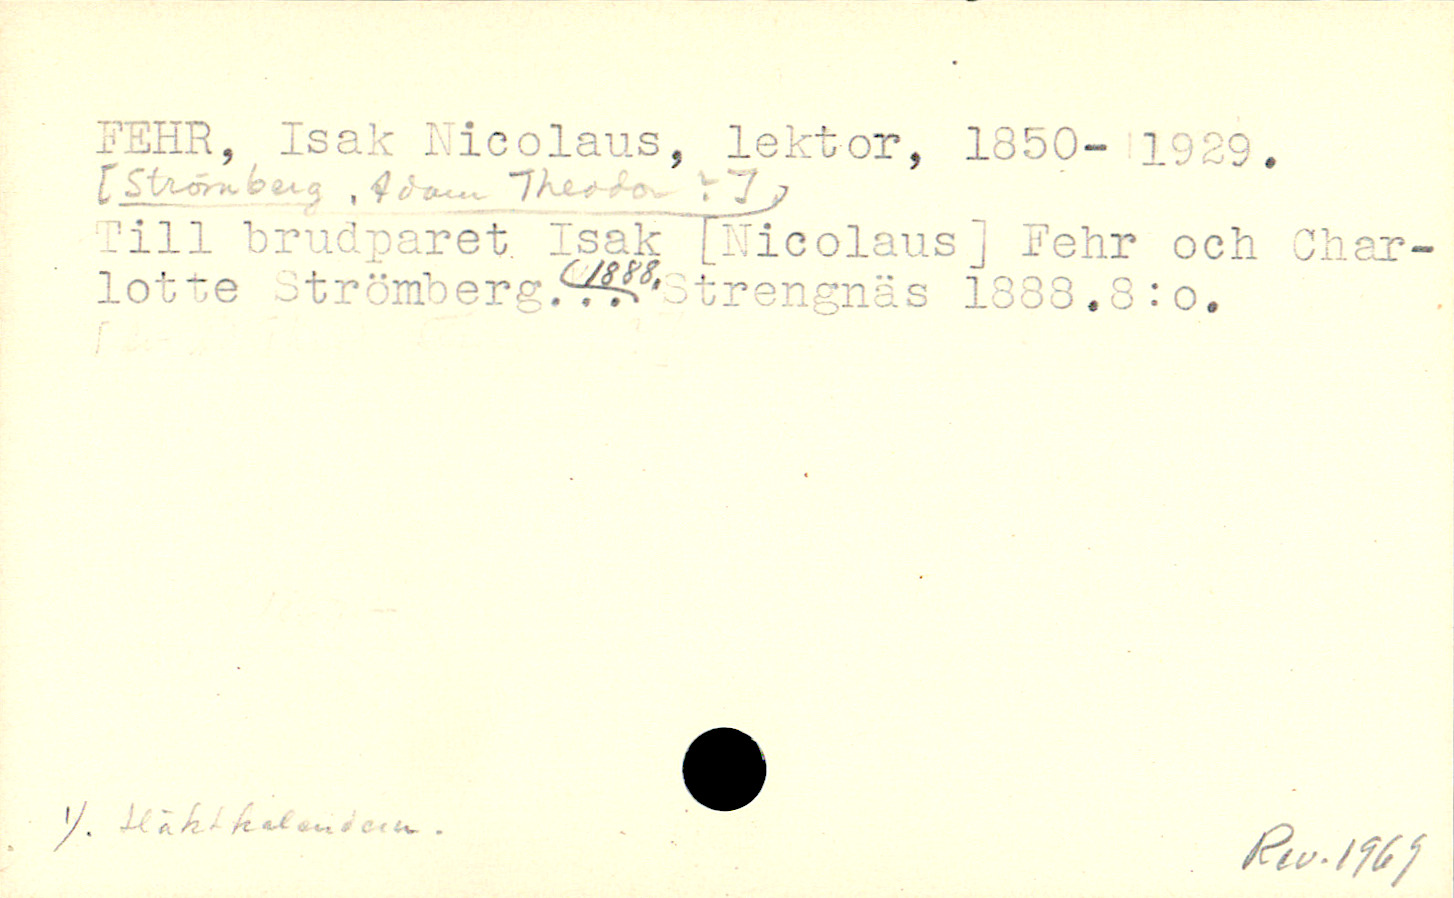 FEHR, Isak Nicolaus, lektor, 1850- 1929.
[Strömberg, Adam Theodor ?],
Till brudparet Isak [Nicolaus] Fehr och Char-
lotte Strömberg... 1888. Strengnäs 1888.8:o.
1). Släktkalendern.
Rev. 1969